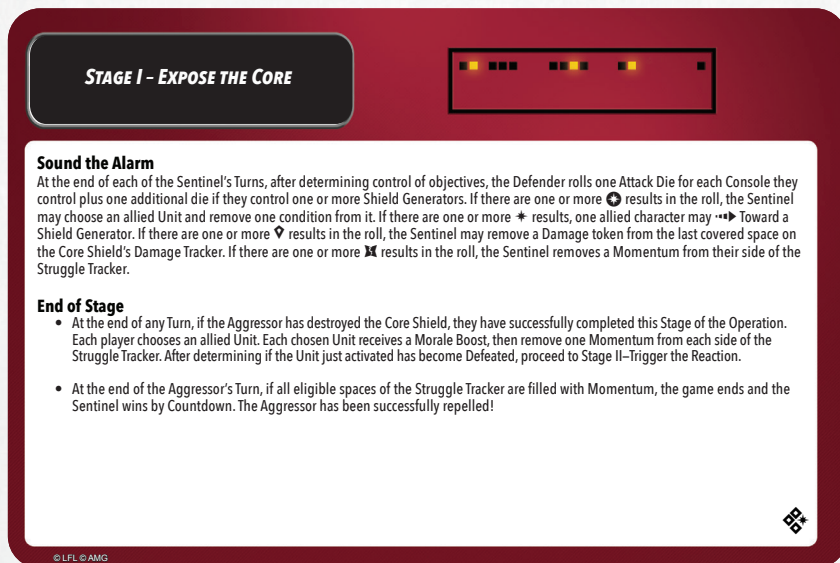 STAGE I – EXPOSE THE CORE
Sound the Alarm
At the end of each of the Sentinel's Turns, after determining control of objectives, the Defender rolls one Attack Die for each Console they
control plus one additional die if they control one or more Shield Generators. If there are one or more results in the roll, the Sentinel
may choose an allied Unit and remove one condition from it. If there are one or more results, one allied character may Toward a
Shield Generator. If there are one or more results in the roll, the Sentinel may remove a Damage token from the last covered space on
the Core Shield's Damage Tracker. If there are one or more results in the roll, the Sentinel removes a Momentum from their side of the
Struggle Tracker.
End of Stage
• At the end of any Turn, if the Aggressor has destroyed the Core Shield, they have successfully completed this Stage of the Operation.
Each player chooses an allied Unit. Each chosen Unit receives a Morale Boost, then remove one Momentum from each side of the
Struggle Tracker. After determining if the Unit just activated has become Defeated, proceed to Stage II–Trigger the Reaction.
• At the end of the Aggressor's Turn, if all eligible spaces of the Struggle Tracker are filled with Momentum, the game ends and the
Sentinel wins by Countdown. The Aggressor has been successfully repelled!
© LFL © AMG